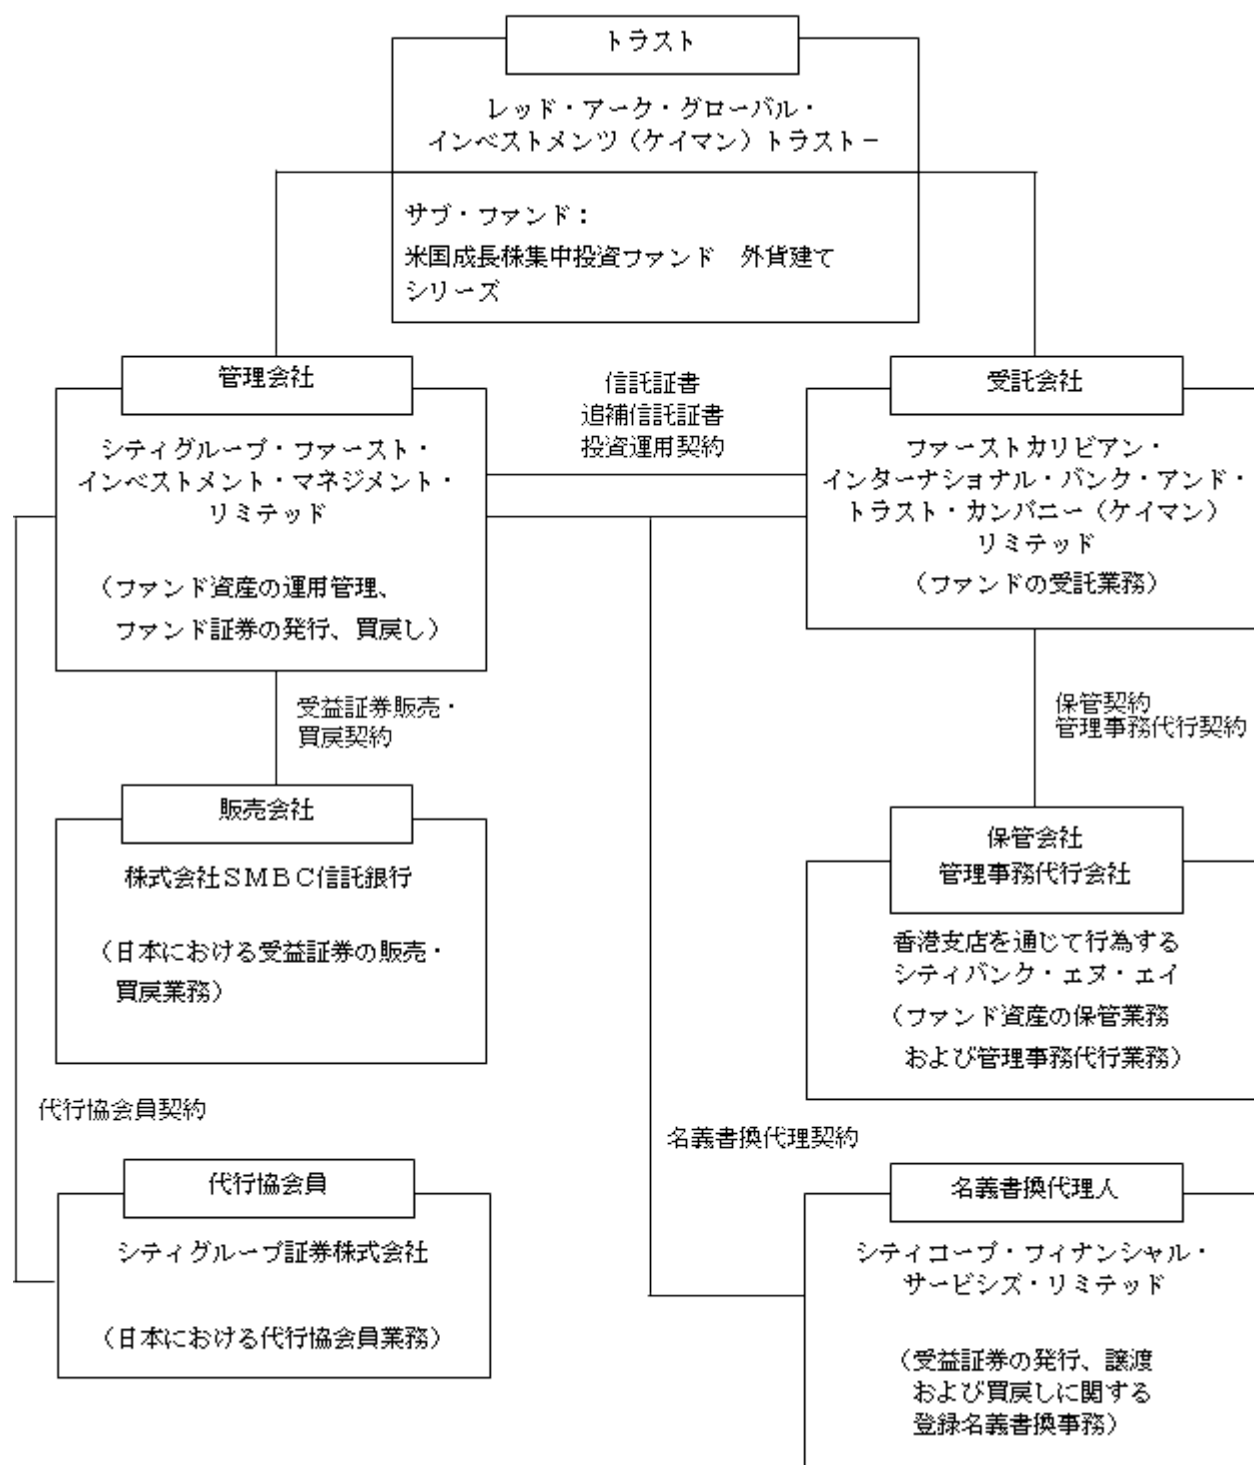 トラスト
レッド・アーク・グローバル・
インベストメンツ（ケイマン）トラスト－
サブ・ファンド：
米国成長株集中投資ファンド　外貨建て
シリーズ
管理会社
シティグループ・ファースト・
インベストメント・マネジメント・
リミテッド
（ファンド資産の運用管理、
ファンド証券の発行、買戻し）
信託証書
追補信託証書
投資運用契約
受託会社
ファーストカリビアン・
インターナショナル・バンク・アンド・
トラスト・カンパニー（ケイマン）
リミテッド
（ファンドの受託業務）
受益証券販売・
買戻契約
保管契約
管理事務代行契約
販売会社
株式会社ＳＭＢＣ信託銀行
（日本における受益証券の販売・
買戻業務）
保管会社
管理事務代行会社
香港支店を通じて行為する
シティバンク・エヌ・エイ
（ファンド資産の保管業務
および管理事務代行業務）
代行協会員契約
名義書換代理契約
代行協会員
シティグループ証券株式会社
（日本における代行協会員業務）
名義書換代理人
シティコープ・フィナンシャル・
サービシズ・リミテッド
（受益証券の発行、譲渡
および買戻しに関する
登録名義書換事務）